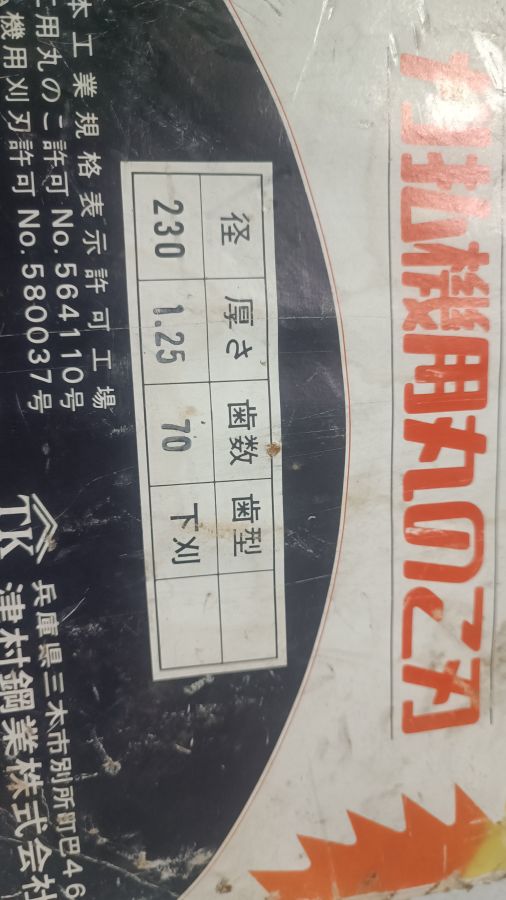 刈払機用丸のこ刃
径 厚さ 歯数 歯型
230 1.25 70 下刈
本工業規格表示許可工場
用丸のこ許可 No.564110号
機用刈刃許可 No.580037号
TK
兵庫県三木市別所町巴46
津村鋼業株式会社